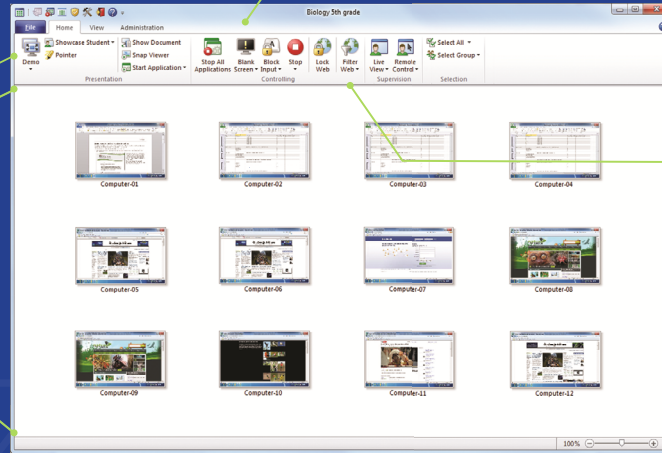 Biology 5th grade
File Home View Administration
Demo
Showcase Student
Pointer
Show Document
Snap Viewer
Start Application
Presentation
Stop All Applications
Blank Screen
Block Input
Stop
Lock Web
Filter Web
Controlling
Live View
Remote Control
Supervision
Select All
Select Group
Selection
Computer-01 Computer-02 Computer-03 Computer-04
Computer-05 Computer-06 Computer-07 Computer-08
Computer-09 Computer-10 Computer-11 Computer-12
100%